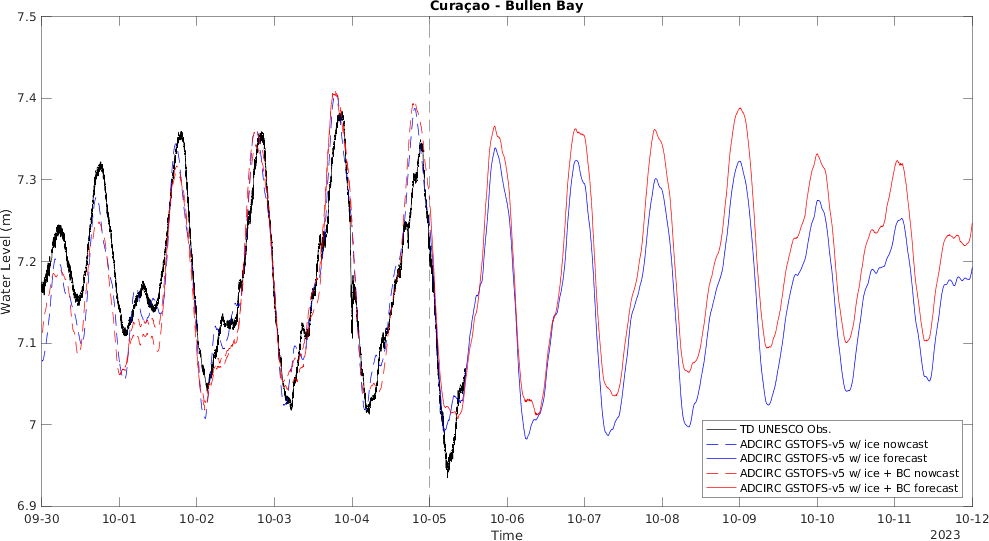 Curaçao - Bullen Bay
7.5
7.4
7.3
7.2
7.1
7
6.9
Water Level (m)
09-30 10-01 10-02 10-03 10-04 10-05 10-06 10-07 10-08 10-09 10-10 10-11 10-12
Time
2023
TD UNESCO Obs.
ADCIRC GSTOFS-v5 w/ ice nowcast
ADCIRC GSTOFS-v5 w/ ice forecast
ADCIRC GSTOFS-v5 w/ ice + BC nowcast
ADCIRC GSTOFS-v5 w/ ice + BC forecast